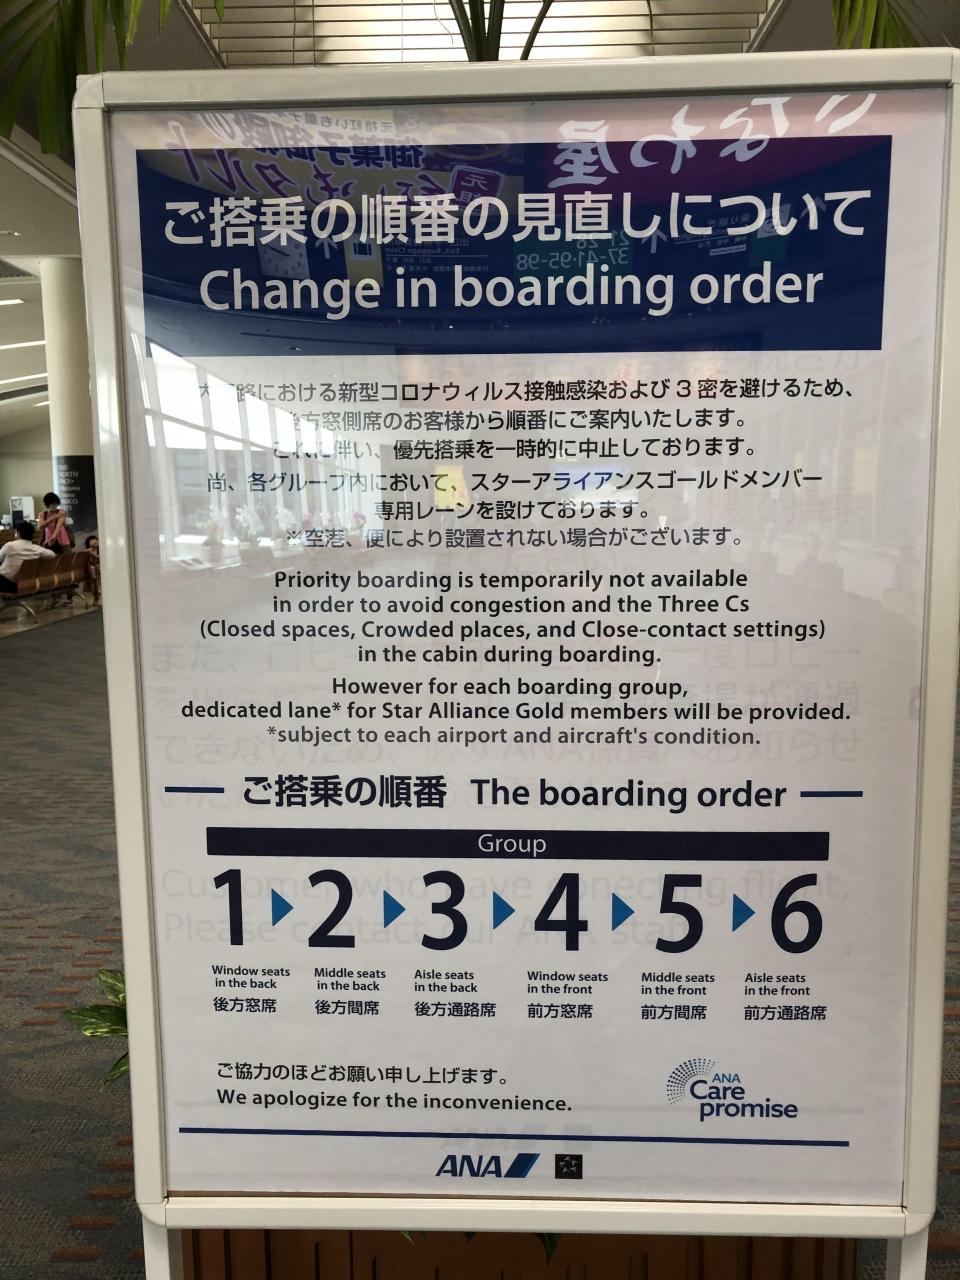 ご搭乗の順番の見直しについて
Change in boarding order
路における新型コロナウィルス接触感染および3密を避けるため、
後方窓側席のお客様から順番にご案内いたします。
これに伴い、優先搭乗を一時的に中止しております。
尚、各グループ内において、スターアライアンスゴールドメンバー
専用レーンを設けております。
※空港、便により設置されない場合がございます。
Priority boarding is temporarily not available
in order to avoid congestion and the Three Cs
(Closed spaces, Crowded places, and Close-contact settings)
in the cabin during boarding.
However for each boarding group,
dedicated lane* for Star Alliance Gold members will be provided.
*subject to each airport and aircraft's condition.
ご搭乗の順番 The boarding order
Group
1 2 3 4 5 6
Window seats in the back 後方窓席
Middle seats in the back 後方間席
Aisle seats in the back 後方通路席
Window seats in the front 前方窓席
Middle seats in the front 前方間席
Aisle seats in the front 前方通路席
ご協力のほどお願い申し上げます。
We apologize for the inconvenience.
ANA
Care
promise
ANA